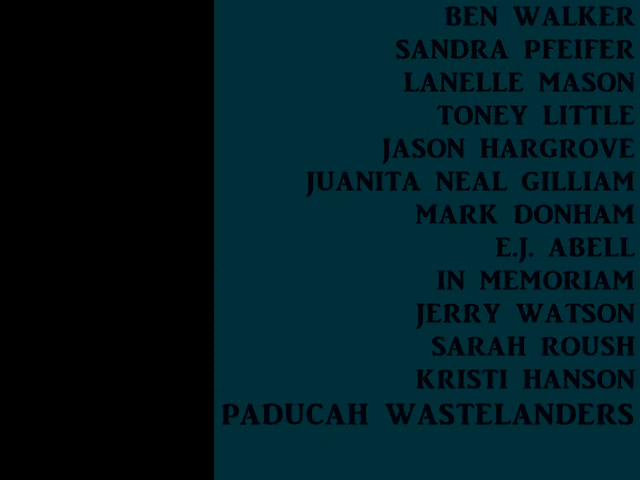 BEN WALKER
SANDRA PFEIFER
LANELLE MASON
TONEY LITTLE
JASON HARGROVE
JUANITA NEAL GILLIAM
MARK DONHAM
E.J. ABELL
IN MEMORIAM
JERRY WATSON
SARAH ROUSH
KRISTI HANSON
PADUCAH WASTELANDERS